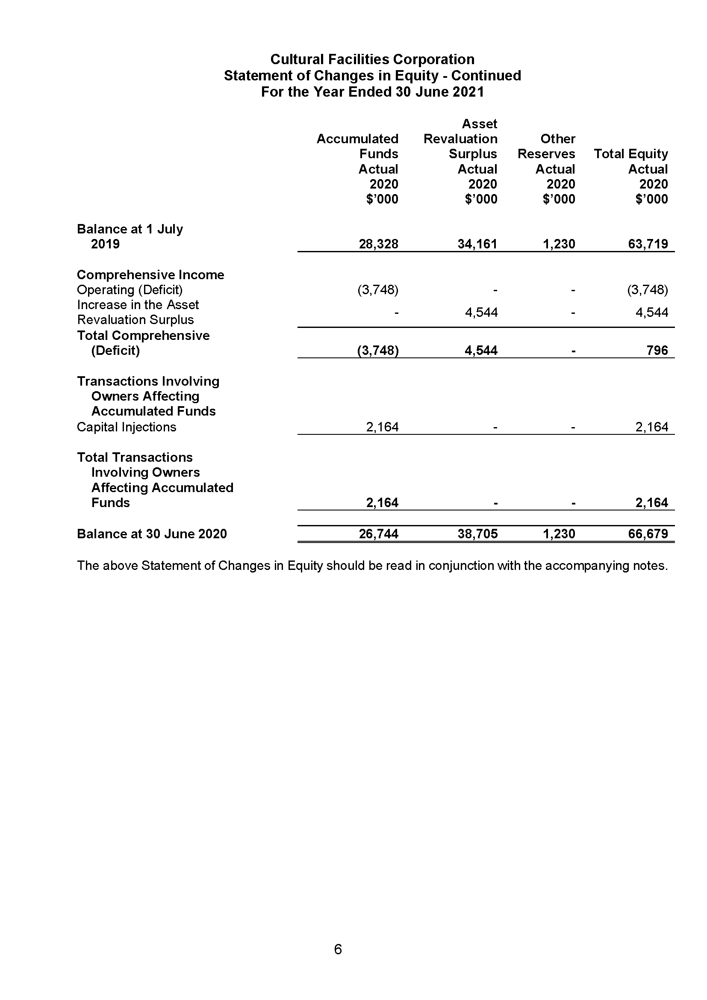 Cultural Facilities Corporation
Statement of Changes in Equity - Continued
For the Year Ended 30 June 2021
Asset
Accumulated Revaluation Other
Funds Surplus Reserves Total Equity
Actual Actual Actual Actual
2020 2020 2020 2020
$’000 $’000 $’000 $’000
Balance at 1 July
2019 28,328 34,161 1,230 63,719
Comprehensive Income
Operating (Deficit) (3,748) - - (3,748)
Increase in the Asset
Revaluation Surplus - 4,544 - 4,544
Total Comprehensive
(Deficit) (3,748) 4,544 - 796
Transactions Involving
Owners Affecting
Accumulated Funds
Capital Injections 2,164 - - 2,164
Total Transactions
Involving Owners
Affecting Accumulated
Funds 2,164 - - 2,164
Balance at 30 June 2020 26,744 38,705 1,230 66,679
The above Statement of Changes in Equity should be read in conjunction with the accompanying notes.
6